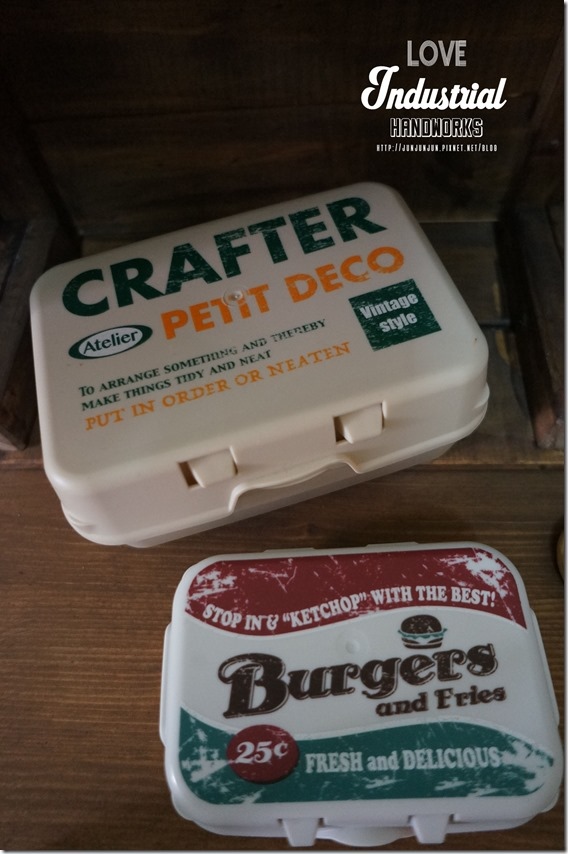 LOVE
Industrial
HANDWORKS
HTTP://JUNJUNJUN.PIXNET.NET/BLOG
CRAFTER
PETIT DECO
Atelier
Vintage
style
TO ARRANGE SOMETHING AND THEREBY
MAKE THINGS TIDY AND NEAT
PUT IN ORDER OR NEATEN
STOP IN & "KETCHOP" WITH THE BEST!
Burgers
and Fries
25¢
FRESH and DELICIOUS